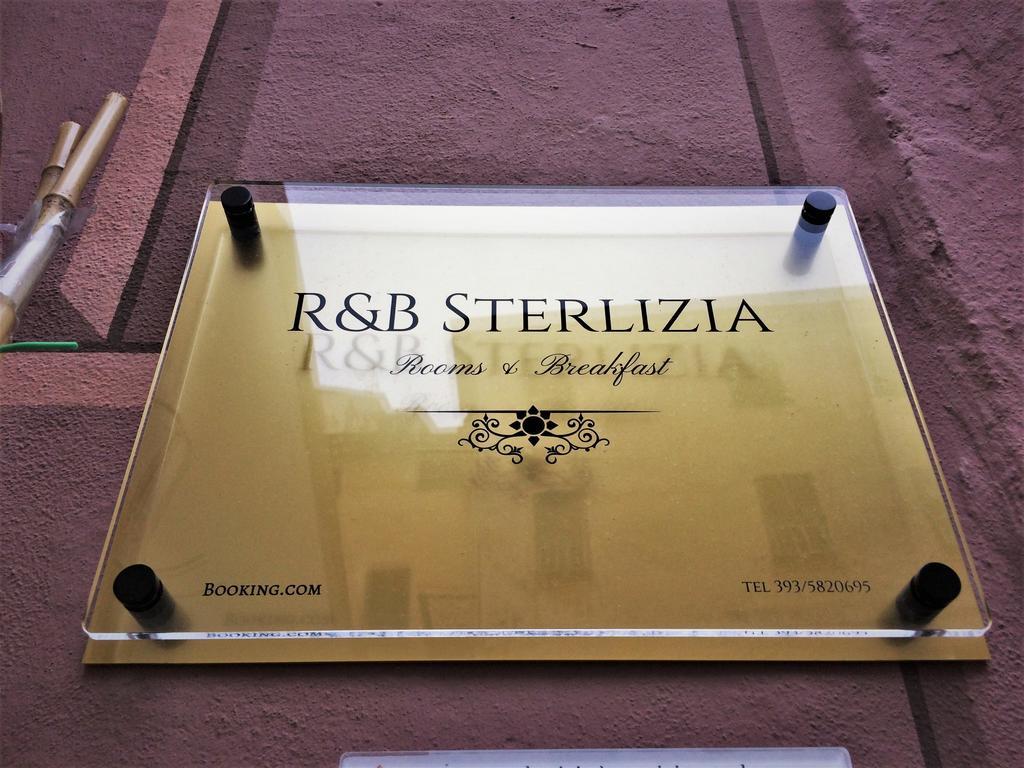 R&B STERLIZIA
Rooms & Breakfast
BOOKING.COM
TEL 393/5820695